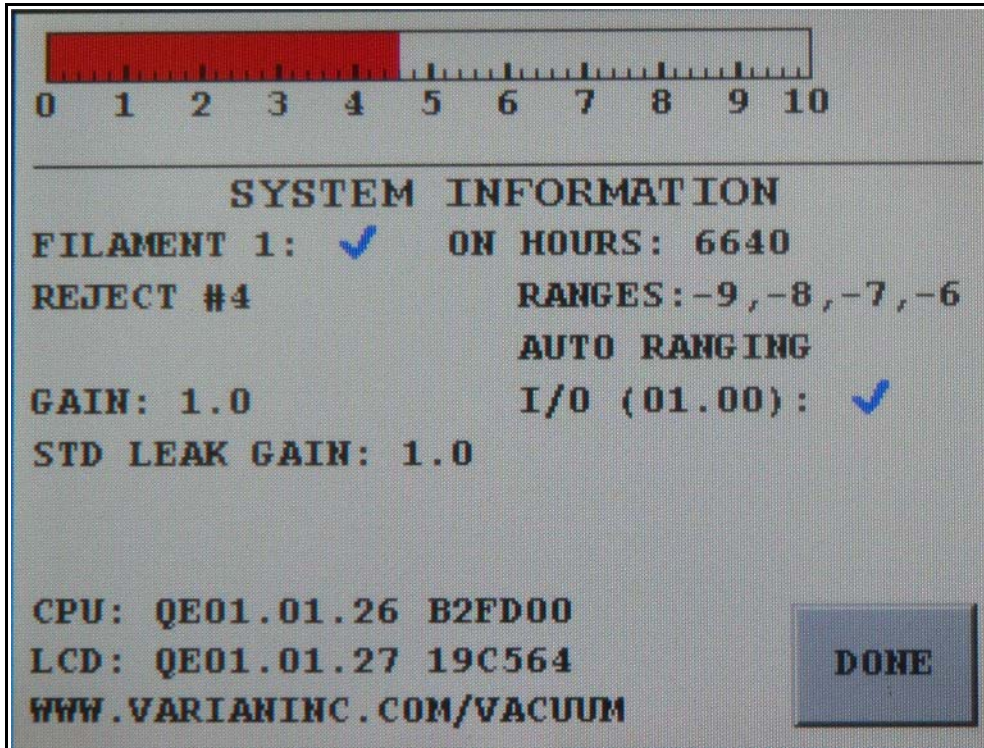 0 1 2 3 4 5 6 7 8 9 10
SYSTEM INFORMATION
FILAMENT 1: ✓ ON HOURS: 6640
REJECT #4 RANGES:-9,-8,-7,-6
AUTO RANGING
GAIN: 1.0 I/O (01.00): ✓
STD LEAK GAIN: 1.0
CPU: QE01.01.26 B2FD00
LCD: QE01.01.27 19C564
DONE
WWW.VARIANINC.COM/VACUUM